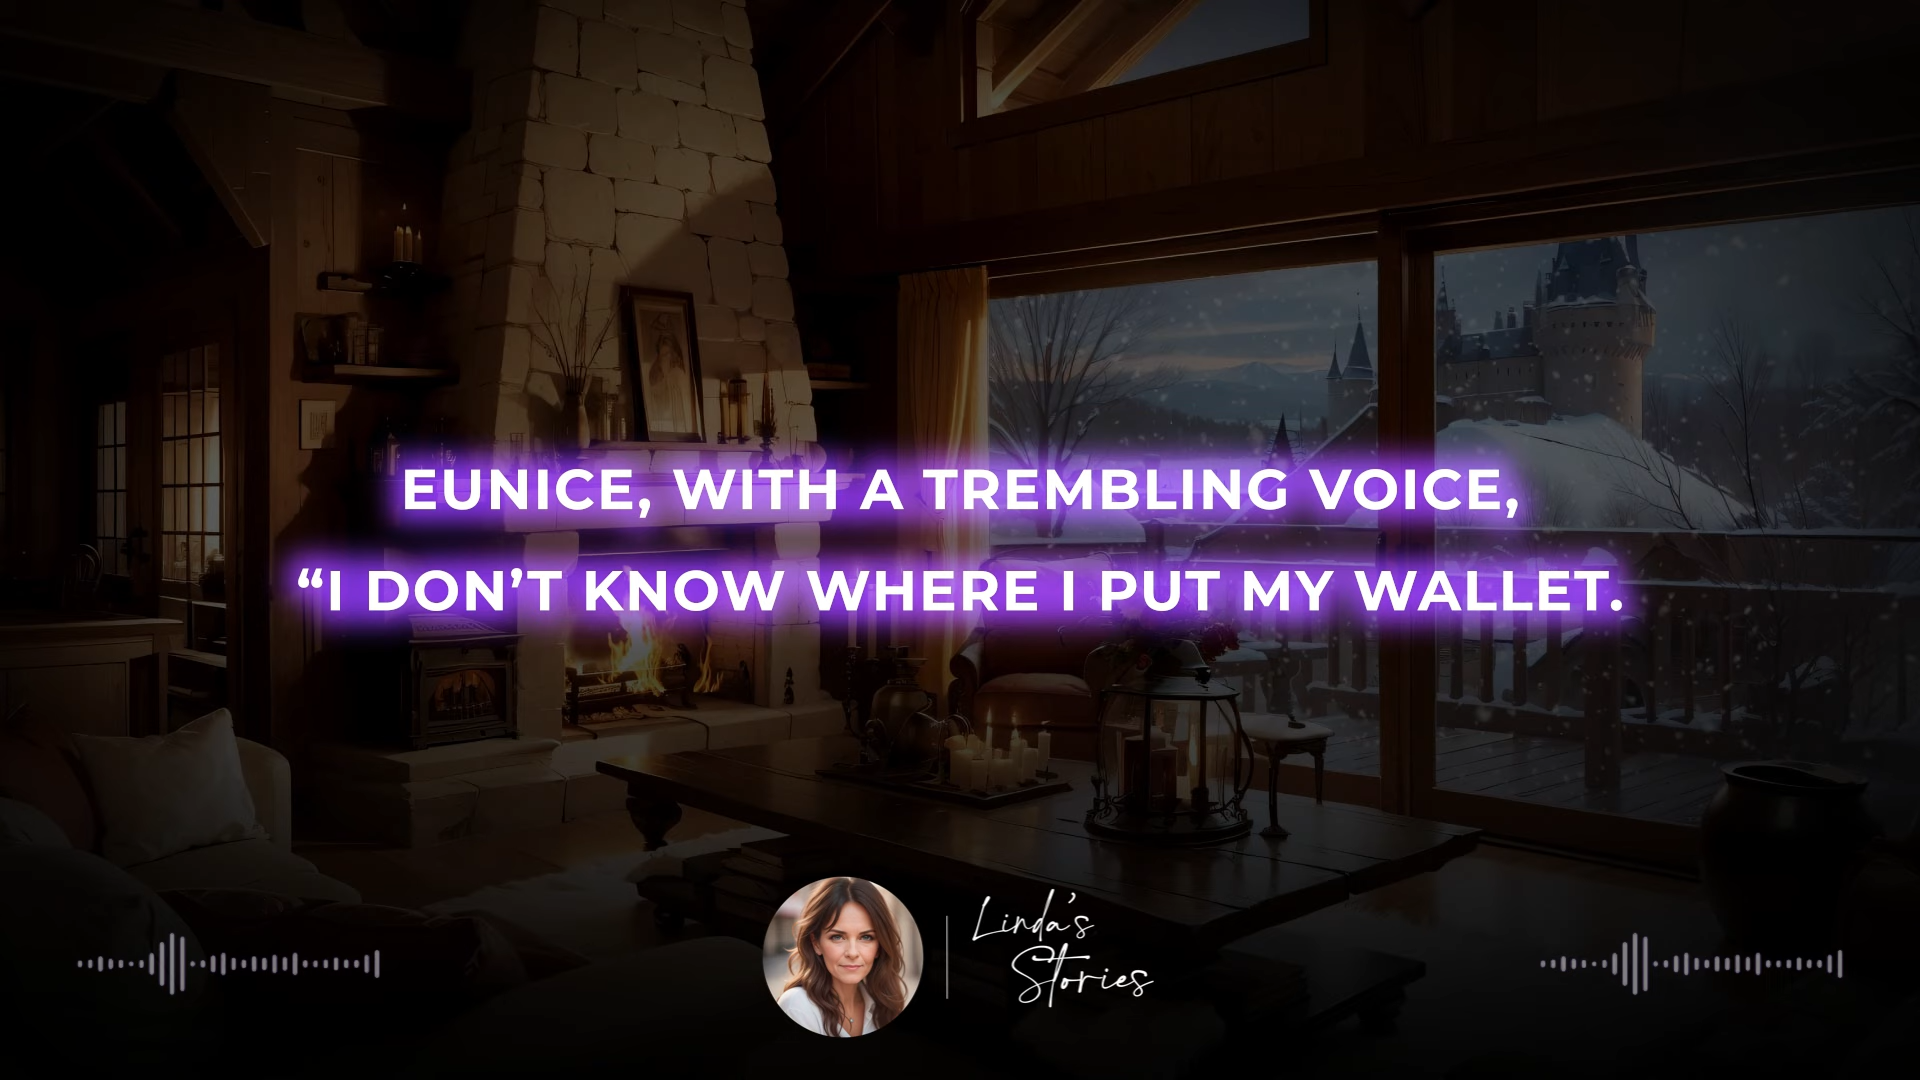 EUNICE, WITH A TREMBLING VOICE,
“I DON’T KNOW WHERE I PUT MY WALLET.
Linda’s
Stories